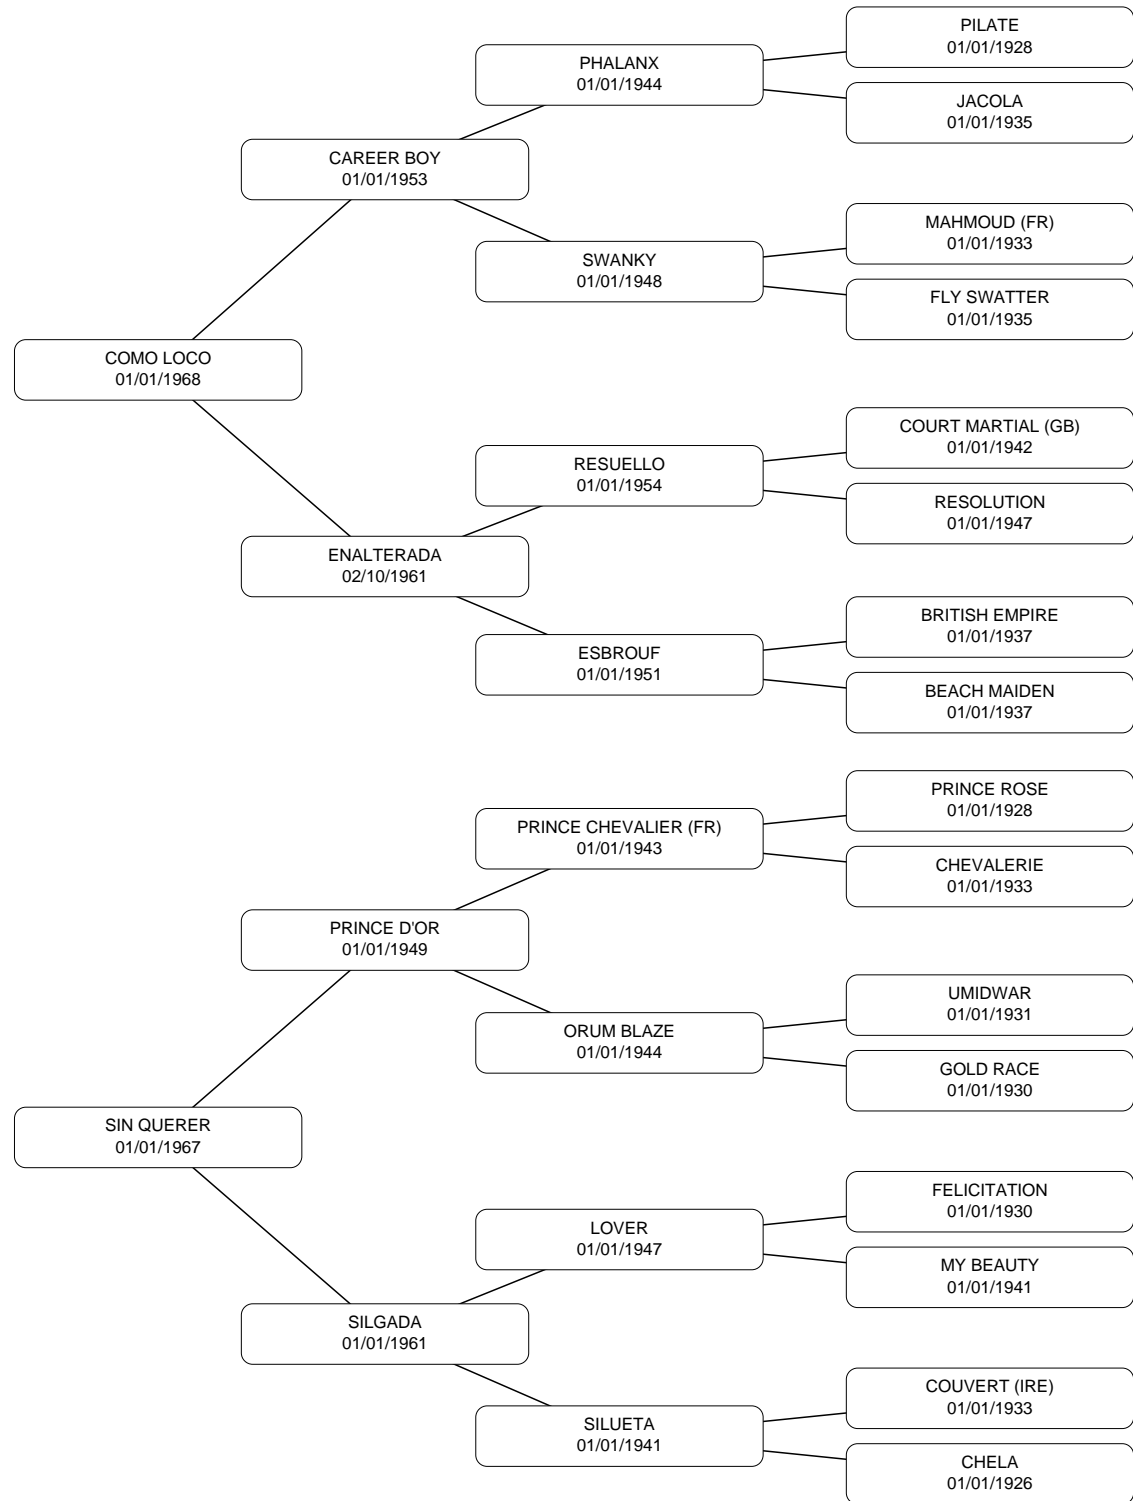 PILATE
01/01/1928
PHALANX
01/01/1944
JACOLA
01/01/1935
CAREER BOY
01/01/1953
MAHMOUD (FR)
01/01/1933
SWANKY
01/01/1948
FLY SWATTER
01/01/1935
COMO LOCO
01/01/1968
COURT MARTIAL (GB)
01/01/1942
RESUELLO
01/01/1954
RESOLUTION
01/01/1947
ENALTERADA
02/10/1961
BRITISH EMPIRE
01/01/1937
ESBROUF
01/01/1951
BEACH MAIDEN
01/01/1937
PRINCE ROSE
01/01/1928
PRINCE CHEVALIER (FR)
01/01/1943
CHEVALERIE
01/01/1933
PRINCE D'OR
01/01/1949
UMIDWAR
01/01/1931
ORUM BLAZE
01/01/1944
GOLD RACE
01/01/1930
SIN QUERER
01/01/1967
FELICITATION
01/01/1930
LOVER
01/01/1947
MY BEAUTY
01/01/1941
SILGADA
01/01/1961
COUVERT (IRE)
01/01/1933
SILUETA
01/01/1941
CHELA
01/01/1926